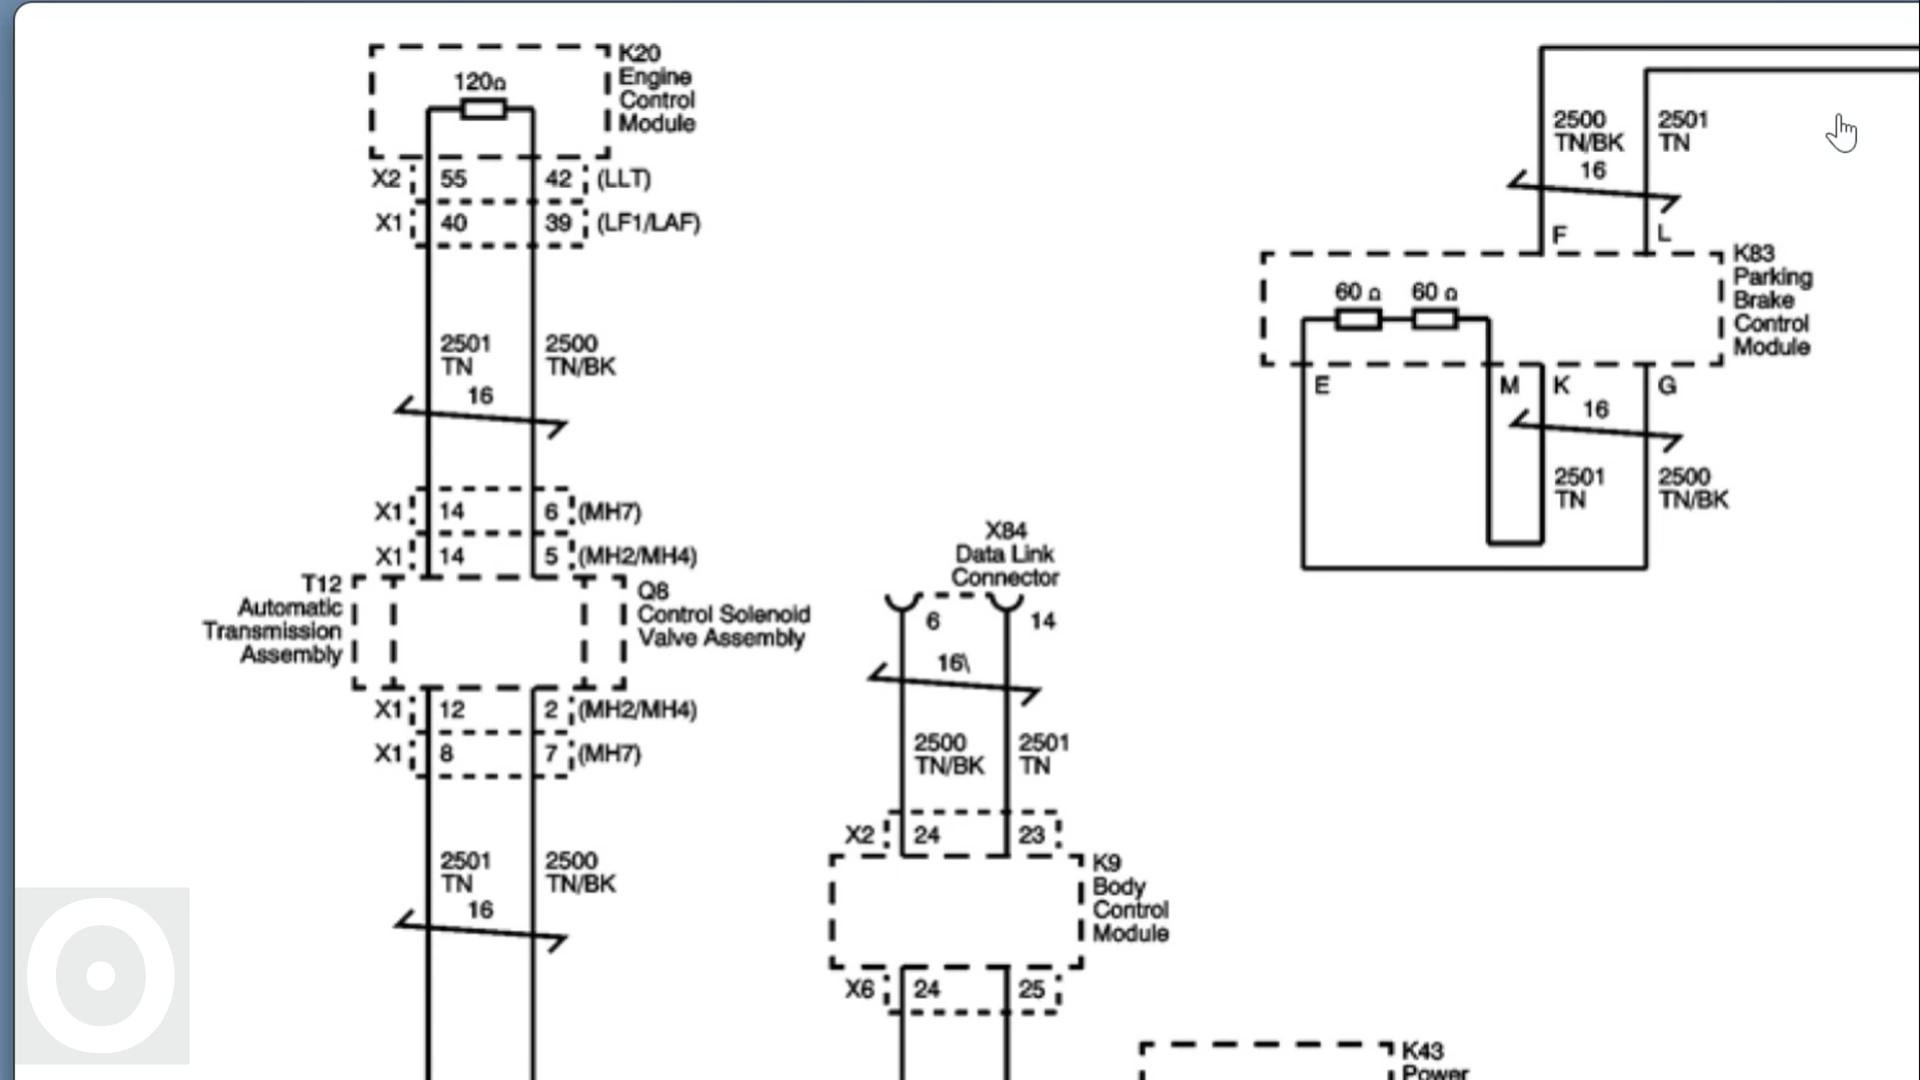 120Ω
K20
Engine
Control
Module
X2 55 42 (LLT)
X1 40 39 (LF1/LAF)
2501
TN
2500
TN/BK
16
X1 14 6 (MH7)
X1 14 5 (MH2/MH4)
T12
Automatic
Transmission
Assembly
Q8
Control Solenoid
Valve Assembly
X1 12 2 (MH2/MH4)
X1 8 7 (MH7)
2501
TN
2500
TN/BK
16
X84
Data Link
Connector
6 14
16\
2500
TN/BK
2501
TN
X2 24 23
K9
Body
Control
Module
X6 24 25
2500
TN/BK
2501
TN
16
F L
K83
Parking
Brake
Control
Module
60 Ω 60 Ω
E M K G
16
2501
TN
2500
TN/BK
K43
Power